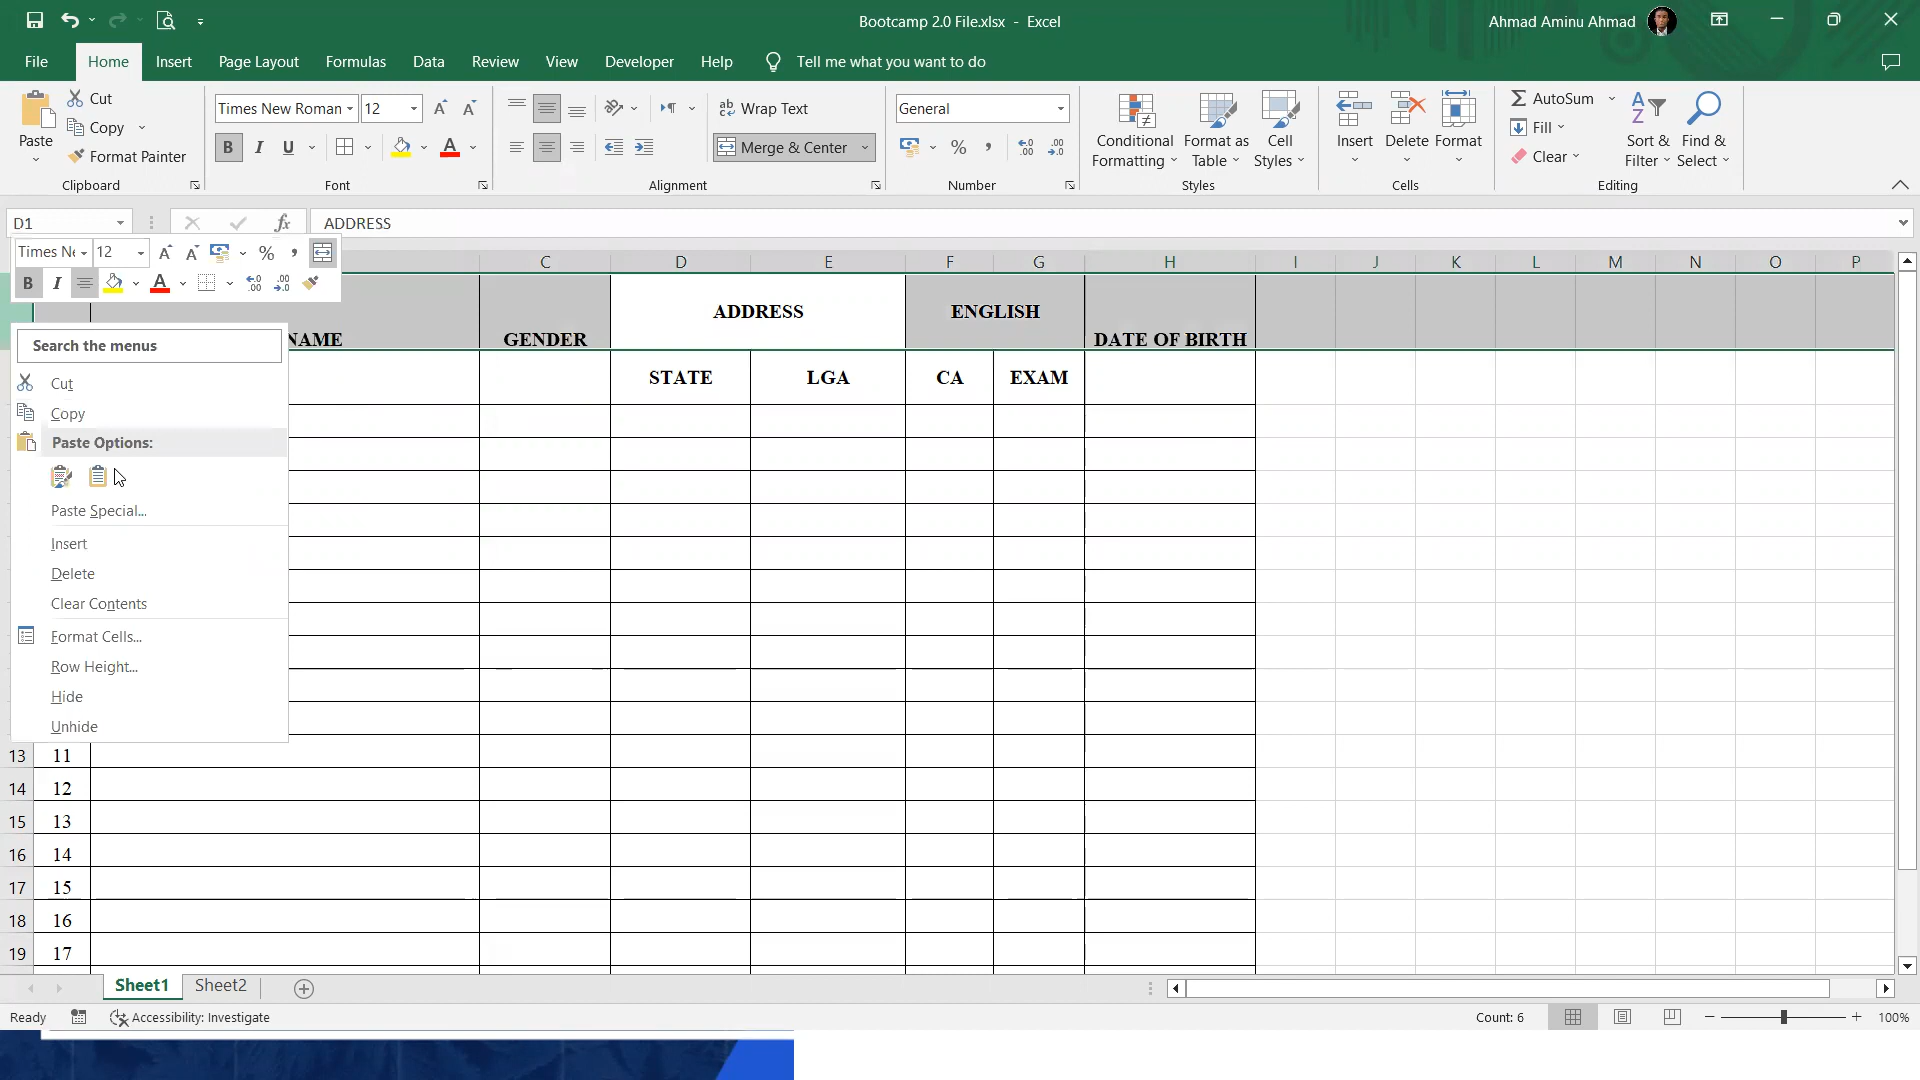 Bootcamp 2.0 File.xlsx - Excel
Ahmad Aminu Ahmad
File Home Insert Page Layout Formulas Data Review View Developer Help Tell me what you want to do
Paste
Cut
Copy
Format Painter
Clipboard
Times New Roman 12
B I U
Font
Wrap Text
Merge & Center
Alignment
General
%
Number
Conditional Formatting
Format as Table
Cell Styles
Styles
Insert Delete Format
Cells
AutoSum
Fill
Clear
Sort & Filter
Find & Select
Editing
D1 fx ADDRESS
Times Ne 12 %
B I A
C D E F G H I J K L M N O P
NAME GENDER ADDRESS ENGLISH DATE OF BIRTH
STATE LGA CA EXAM
Search the menus
Cut
Copy
Paste Options:
Paste Special...
Insert
Delete
Clear Contents
Format Cells...
Row Height...
Hide
Unhide
13 11
14 12
15 13
16 14
17 15
18 16
19 17
Sheet1 Sheet2
Ready Accessibility: Investigate Count: 6 100%